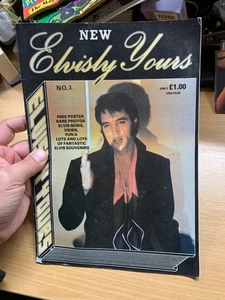 NEW
Elvisly Yours
NO.3.
ONLY £1.00
FREE POSTER
RARE PHOTOS
ELVIS NEWS,
VIEWS,
FUN &
LOTS AND LOTS
OF FANTASTIC
ELVIS SOUVENIRS
ELVISLY YOURS